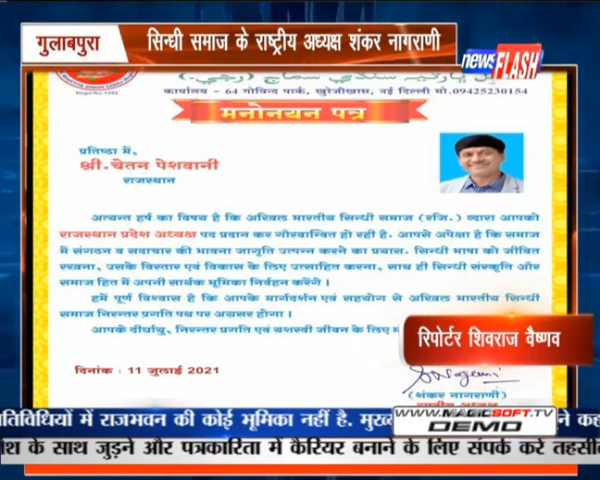 गुलाबपुरा
सिन्धी समाज के राष्ट्रीय अध्यक्ष शंकर नागराणी
news FLASH
कार्यालय - 64 गोविन्द पार्क, खुरेजीखास, नई दिल्ली मो.09425230154
मनोनयन पत्र
प्रतिष्ठा में,
श्री.चेतन पेशवानी
राजस्थान
अत्यन्त हर्ष का विषय है कि अखिल भारतीय सिन्धी समाज (रजि.) द्वारा आपको
राजस्थान प्रदेश अध्यक्ष पद प्रदान कर गौरवान्वित हो रही है. आपसे अपेक्षा है कि समाज
में संगठन व सदाचार की भावना जागृति उत्पन्न करने का प्रयास. सिन्धी भाषा को जीवित
रखना, उसके विस्तार एवं विकास के लिए उत्साहित करना, साथ ही सिन्धी संस्कृति और
समाज हित में अपनी सार्थक भूमिका निर्वहन करेंगे।
हमें पूर्ण विश्वास है कि आपके मार्गदर्शन एवं सहयोग से अखिल भारतीय सिन्धी
समाज निरन्तर प्रगति पथ पर अग्रसर होगा।
आपके दीर्घायु, निरन्तर प्रगति एवं यशस्वी जीवन के लिए
रिपोर्टर शिवराज वैष्णव
दिनांक : 11 जुलाई 2021
(शंकर नागराणी)
WWW.MAGICSOFT.TV
DEMO
तिविधियों में राजभवन की कोई भूमिका नहीं है. मुख्य ने कहा
के साथ जुड़ने और पत्रकारिता में कैरियर बनाने के लिए संपर्क करे तहसील